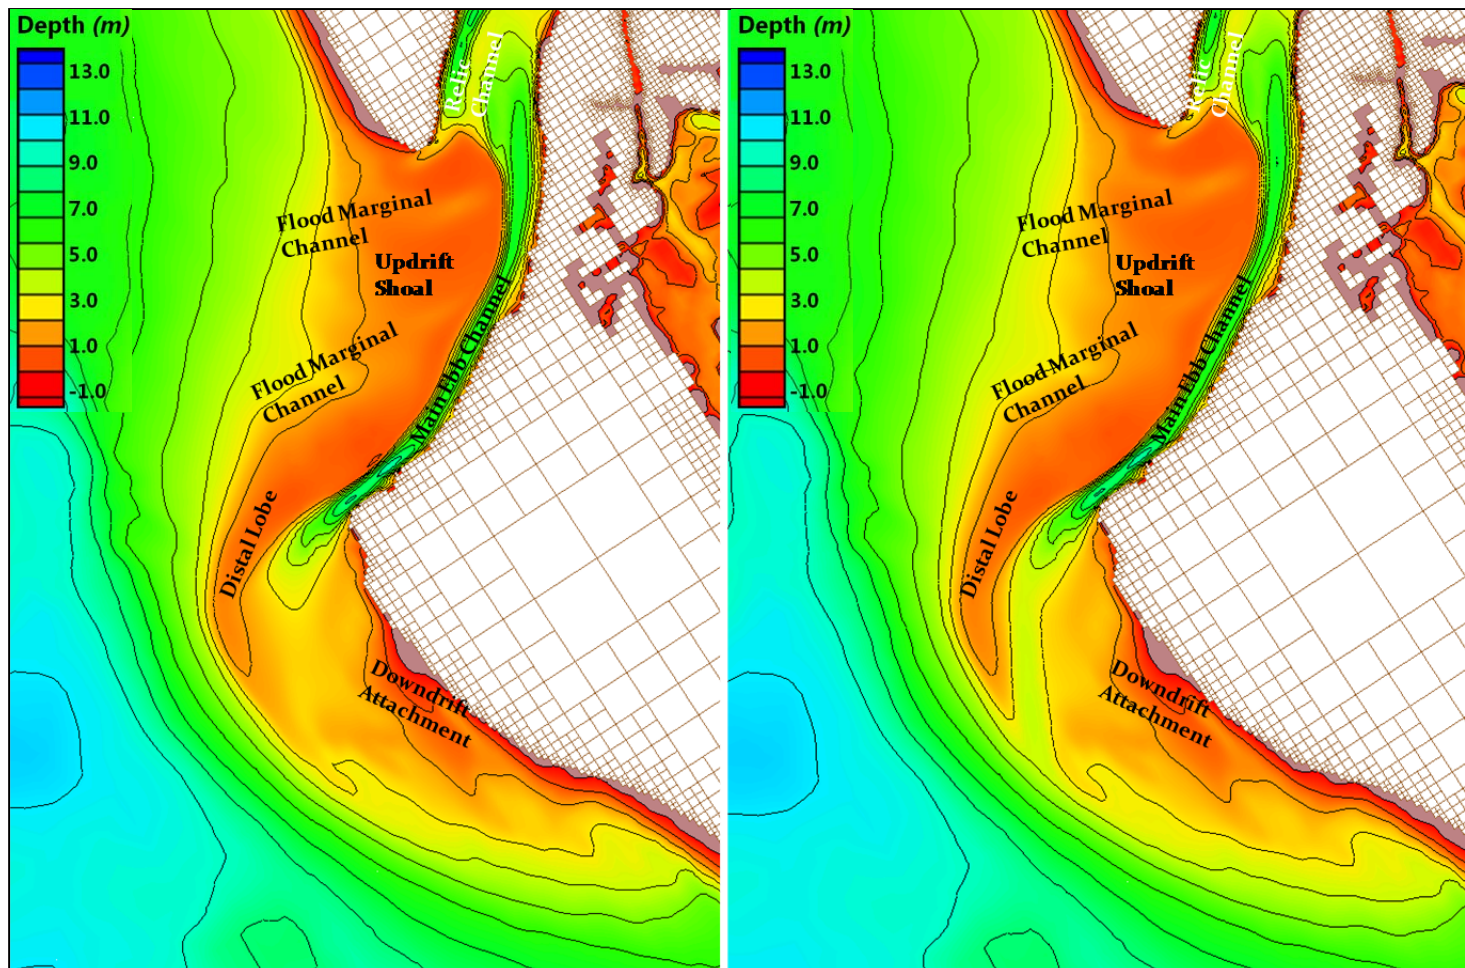 Depth (m)
13.0
11.0
9.0
7.0
5.0
3.0
1.0
-1.0
Relic
Channel
Flood Marginal
Channel
Updrift
Shoal
Flood Marginal
Channel
Main Ebb Channel
Distal Lobe
Downdrift
Attachment
Depth (m)
13.0
11.0
9.0
7.0
5.0
3.0
1.0
-1.0
Relic
Channel
Flood Marginal
Channel
Updrift
Shoal
Flood Marginal
Channel
Main Ebb Channel
Distal Lobe
Downdrift
Attachment